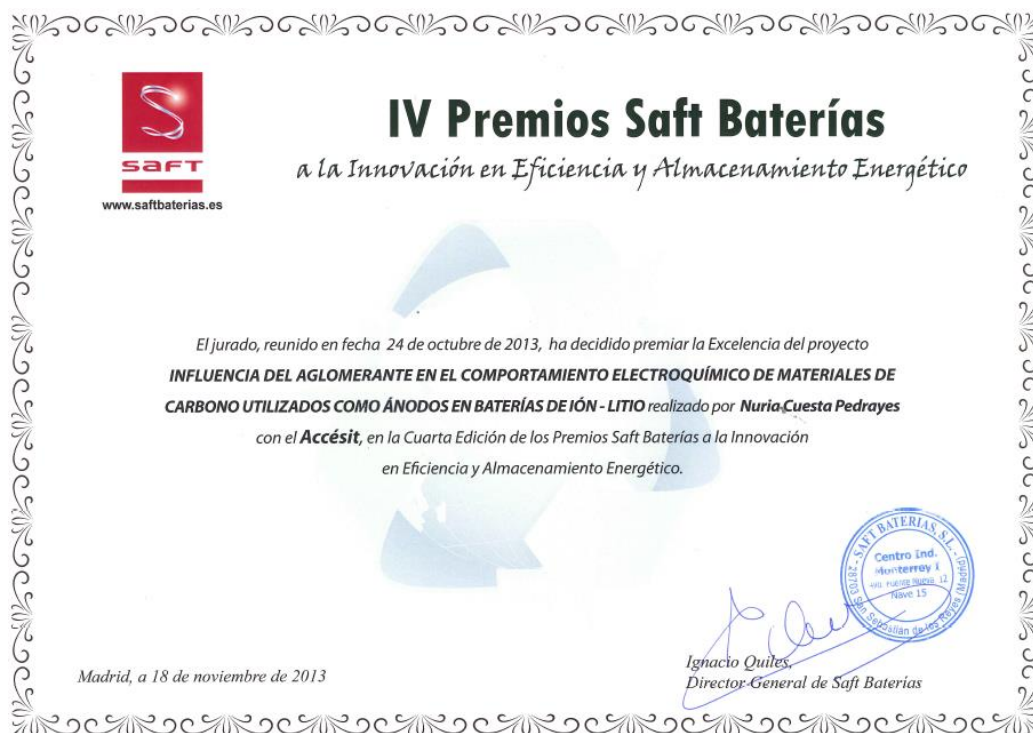 saft
www.saftbaterias.es
IV Premios Saft Baterías
a la Innovación en Eficiencia y Almacenamiento Energético
El jurado, reunido en fecha 24 de octubre de 2013, ha decidido premiar la Excelencia del proyecto
INFLUENCIA DEL AGLOMERANTE EN EL COMPORTAMIENTO ELECTROQUÍMICO DE MATERIALES DE
CARBONO UTILIZADOS COMO ÁNODOS EN BATERÍAS DE IÓN - LITIO realizado por Nuria Cuesta Pedrayes
con el Accésit, en la Cuarta Edición de los Premios Saft Baterías a la Innovación
en Eficiencia y Almacenamiento Energético.
SAFT BATERIAS, S.L. -
28703 San Sebastián de los Reyes (Madrid)
Centro Ind.
Monterrey I
Fuente Nueva, 12
Nave 15
Madrid, a 18 de noviembre de 2013
Ignacio Quiles,
Director General de Saft Baterías